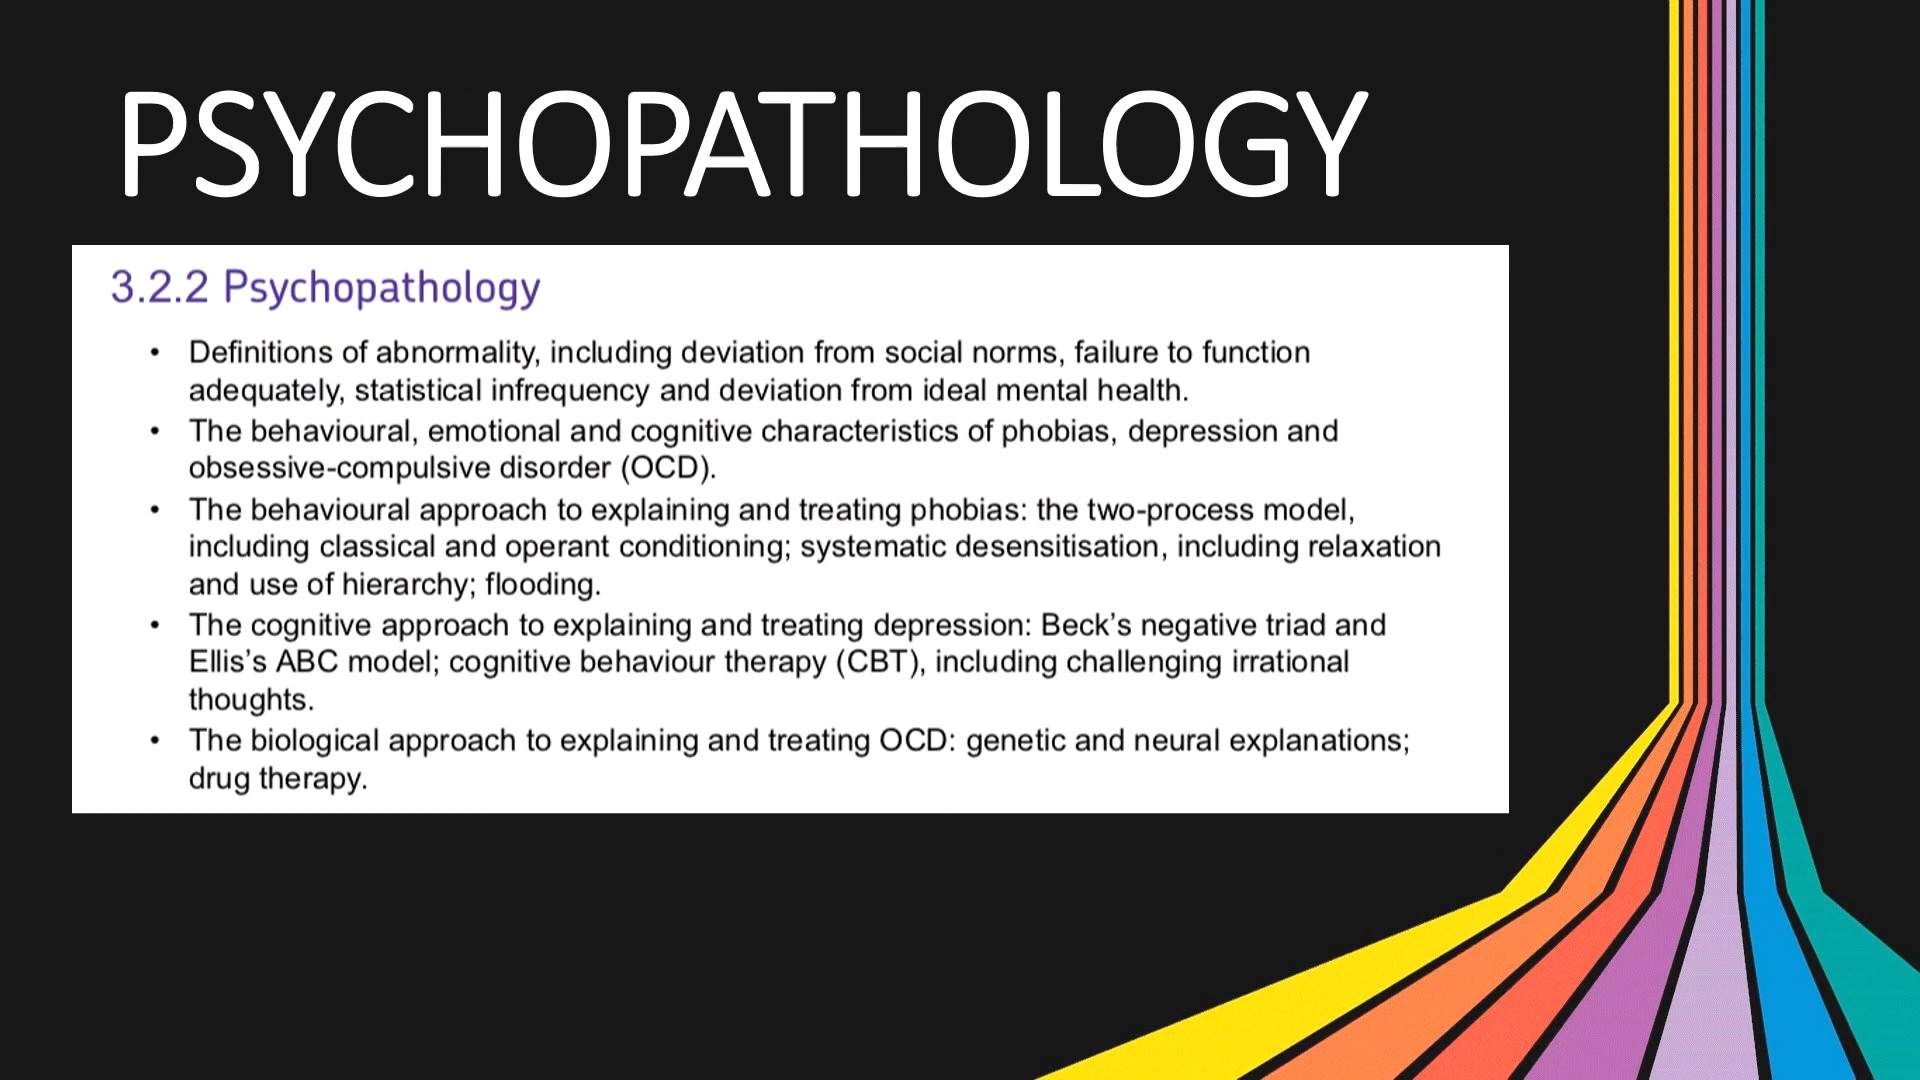 PSYCHOPATHOLOGY
3.2.2 Psychopathology
• Definitions of abnormality, including deviation from social norms, failure to function
adequately, statistical infrequency and deviation from ideal mental health.
• The behavioural, emotional and cognitive characteristics of phobias, depression and
obsessive-compulsive disorder (OCD).
• The behavioural approach to explaining and treating phobias: the two-process model,
including classical and operant conditioning; systematic desensitisation, including relaxation
and use of hierarchy; flooding.
• The cognitive approach to explaining and treating depression: Beck’s negative triad and
Ellis’s ABC model; cognitive behaviour therapy (CBT), including challenging irrational
thoughts.
• The biological approach to explaining and treating OCD: genetic and neural explanations;
drug therapy.